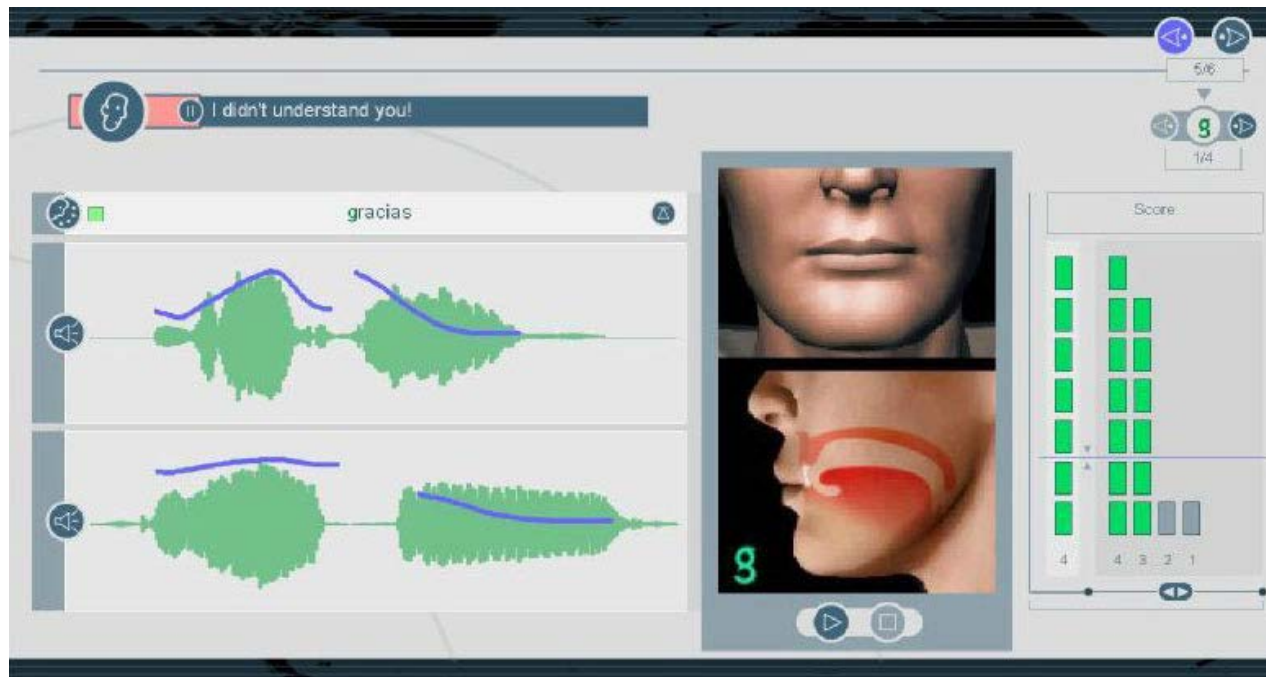 5/6
I didn't understand you!
g
1/4
gracias
Score
g
4 4 3 2 1